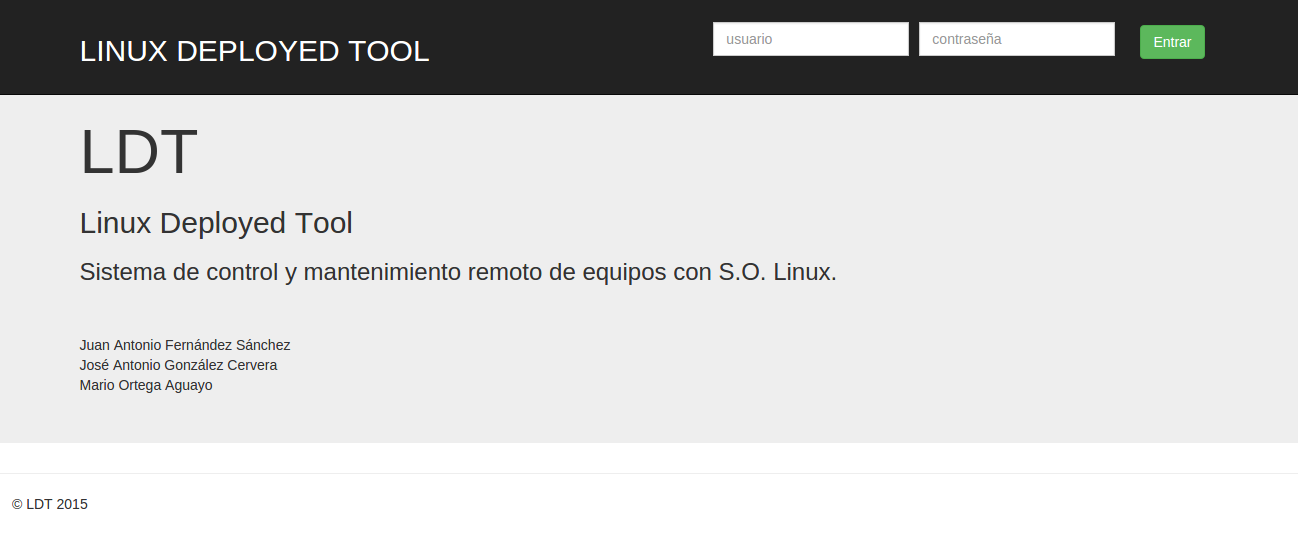 LINUX DEPLOYED TOOL
usuario
contraseña
Entrar
LDT
Linux Deployed Tool
Sistema de control y mantenimiento remoto de equipos con S.O. Linux.
Juan Antonio Fernández Sánchez
José Antonio González Cervera
Mario Ortega Aguayo
© LDT 2015